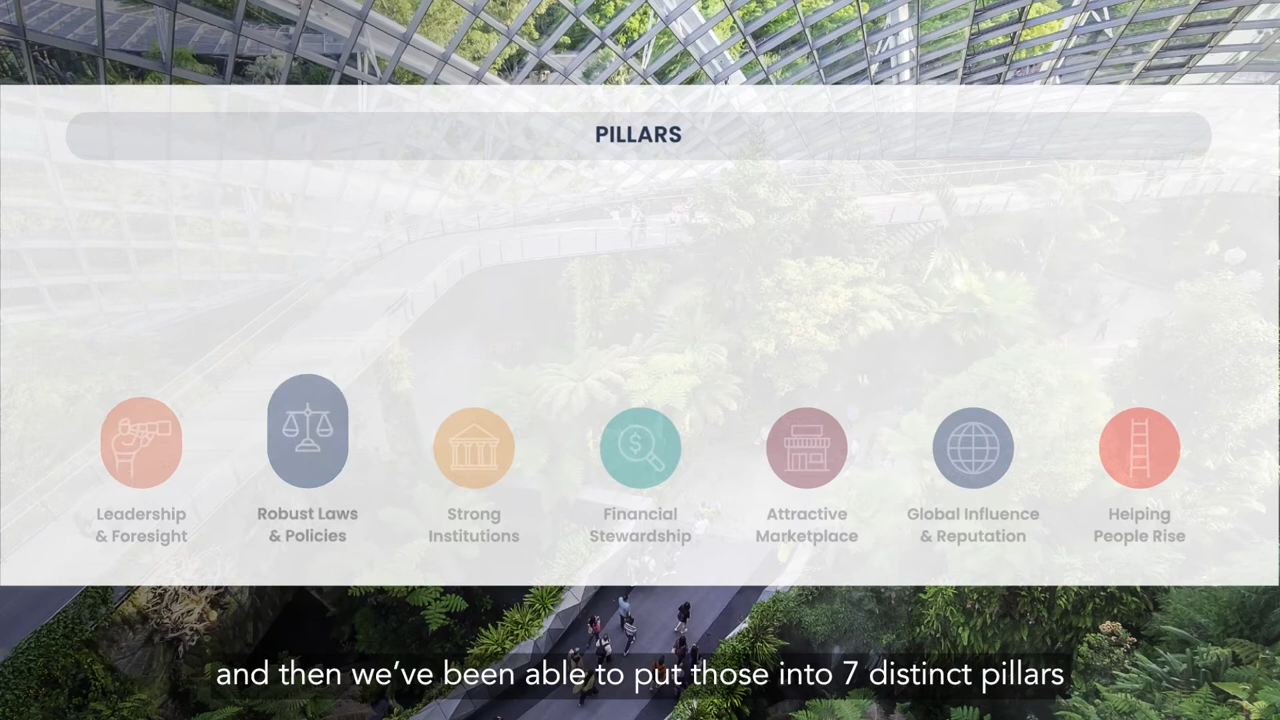 PILLARS
Leadership
& Foresight
Robust Laws
& Policies
Strong
Institutions
Financial
Stewardship
Attractive
Marketplace
Global Influence
& Reputation
Helping
People Rise
and then we’ve been able to put those into 7 distinct pillars